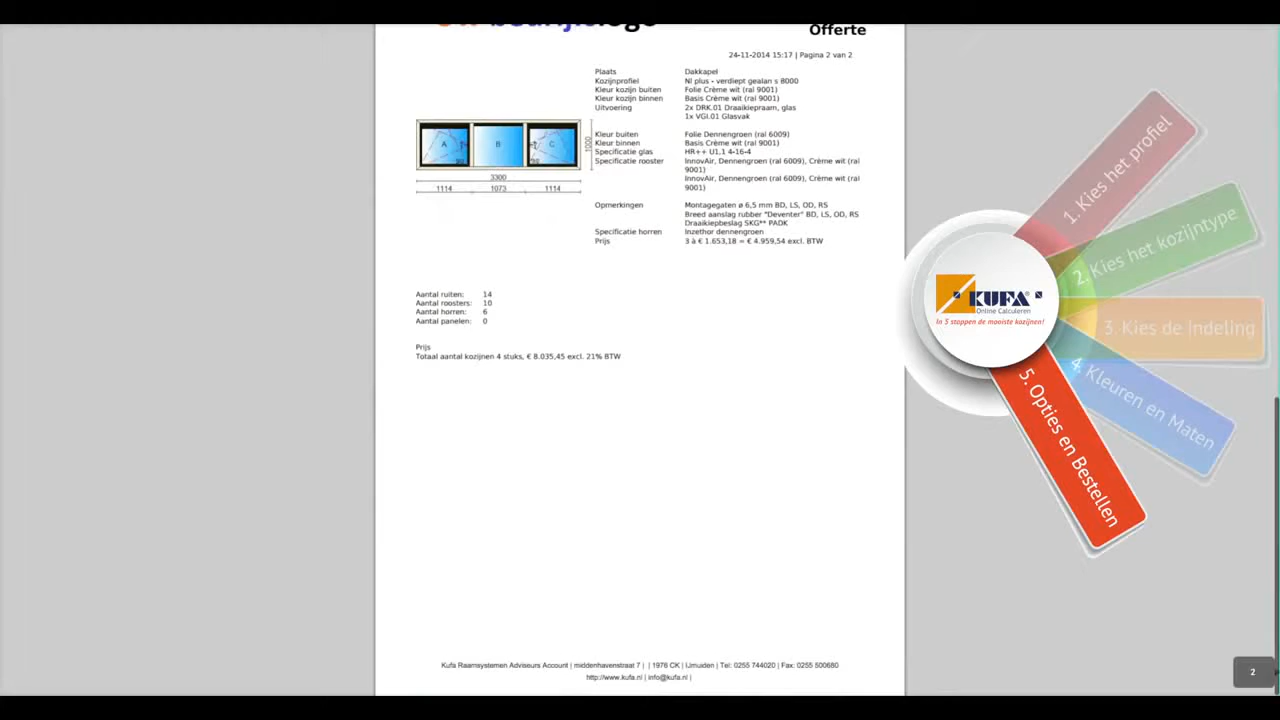 Offerte
24-11-2014 15:17 | Pagina 2 van 2
Plaats Dakkapel
Kozijnprofiel Nl plus - verdiept gealan s 8000
Kleur kozijn buiten Folie Crème wit (ral 9001)
Kleur kozijn binnen Basis Crème wit (ral 9001)
Uitvoering 2x DRK.01 Draaikiepraam, glas
1x VGl.01 Glasvak
A B C
1000
3300
1114 1073 1114
Kleur buiten Folie Dennengroen (ral 6009)
Kleur binnen Basis Crème wit (ral 9001)
Specificatie glas HR++ U1,1 4-16-4
Specificatie rooster InnovAir, Dennengroen (ral 6009), Crème wit (ral
9001)
InnovAir, Dennengroen (ral 6009), Crème wit (ral
9001)
Opmerkingen Montagegaten ø 6,5 mm BD, LS, OD, RS
Breed aanslag rubber "Deventer" BD, LS, OD, RS
Draaikiepbeslag SKG** PADK
Specificatie horren Inzethor dennengroen
Prijs 3 à € 1.653,18 = € 4.959,54 excl. BTW
Aantal ruiten: 14
Aantal roosters: 10
Aantal horren: 6
Aantal panelen: 0
Prijs
Totaal aantal kozijnen 4 stuks, € 8.035,45 excl. 21% BTW
Kufa Raamsystemen Adviseurs Account | middenhavenstraat 7 | | 1976 CK | IJmuiden | Tel: 0255 744020 | Fax: 0255 500680
http://www.kufa.nl | info@kufa.nl |
1. Kies het profiel
2. Kies het kozijntype
3. Kies de indeling
4. Kleuren en Maten
5. Opties en Bestellen
KUFA®
Online Calculeren
In 5 stappen de mooiste kozijnen!
2